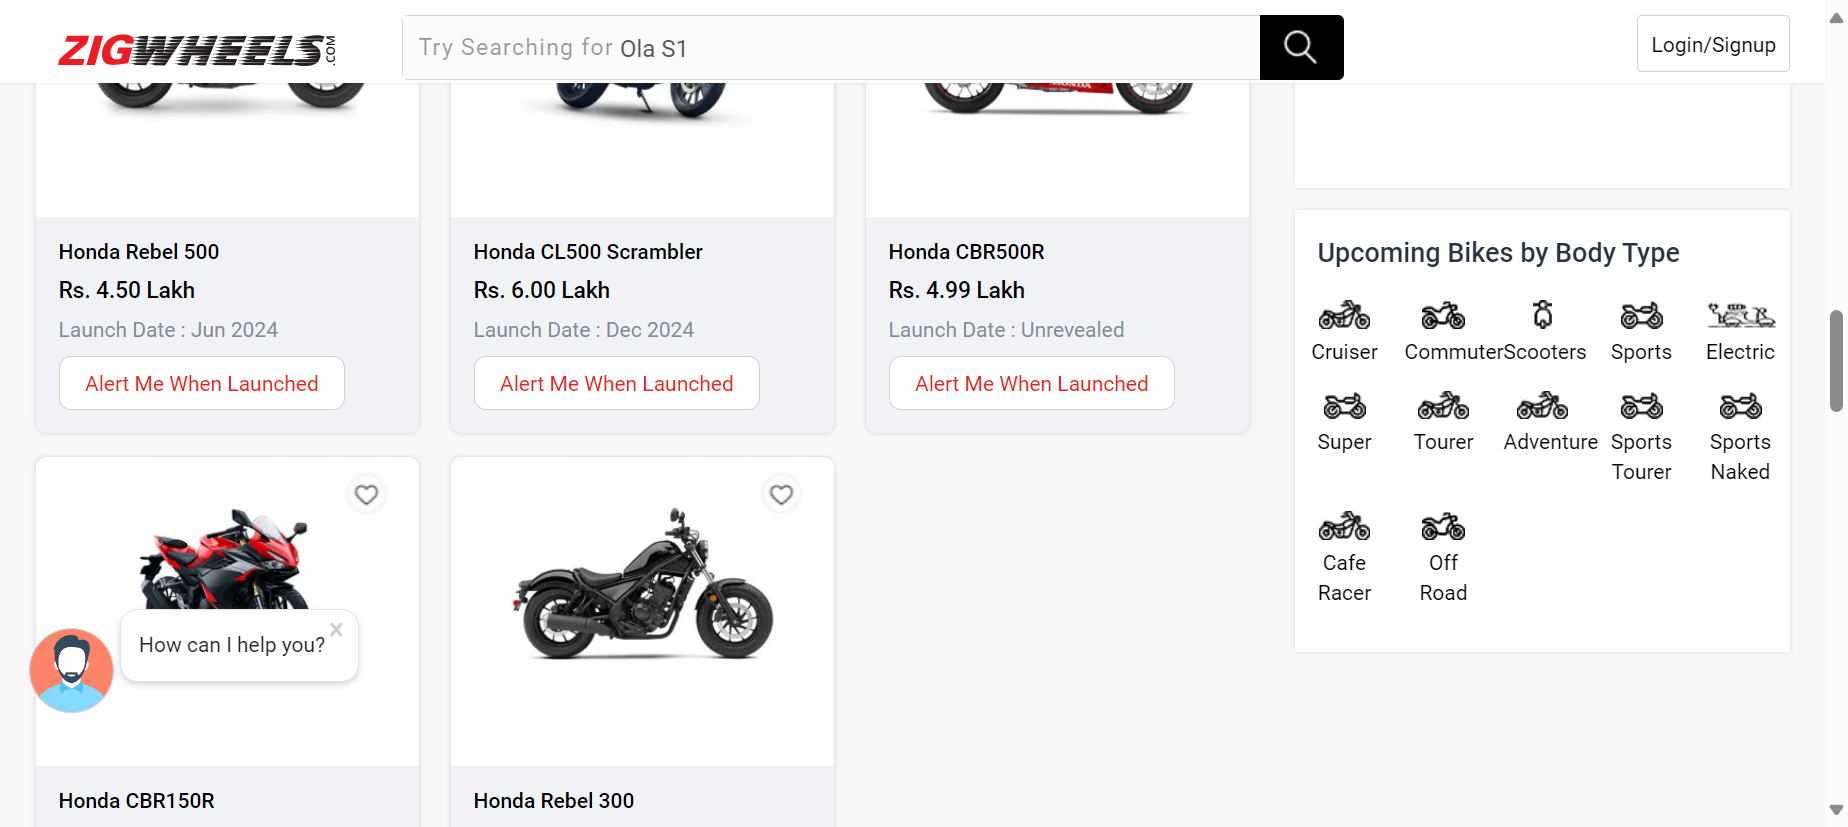 ZIGWHEELS.COM
Try Searching for Ola S1
Login/Signup
HONDA
Honda Rebel 500
Rs. 4.50 Lakh
Launch Date : Jun 2024
Alert Me When Launched
Honda CL500 Scrambler
Rs. 6.00 Lakh
Launch Date : Dec 2024
Alert Me When Launched
Honda CBR500R
Rs. 4.99 Lakh
Launch Date : Unrevealed
Alert Me When Launched
How can I help you?
Honda CBR150R
Honda Rebel 300
Upcoming Bikes by Body Type
Cruiser
Commuter
Scooters
Sports
Electric
Super
Tourer
Adventure
Sports
Tourer
Sports
Naked
Cafe
Racer
Off
Road